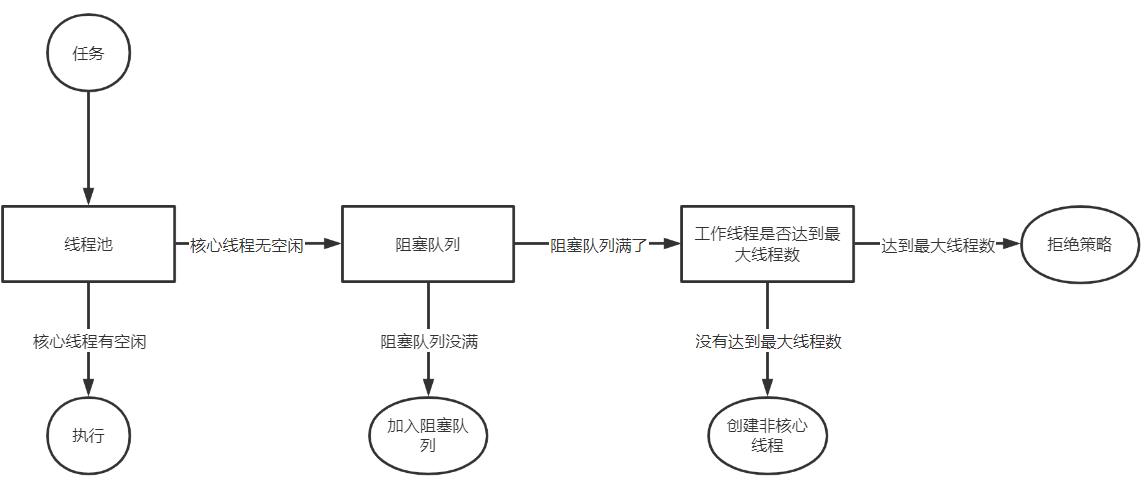 任务
线程池
核心线程无空闲
阻塞队列
阻塞队列满了
工作线程是否达到最
大线程数
达到最大线程数
拒绝策略
核心线程有空闲
阻塞队列没满
没有达到最大线程数
执行
加入阻塞队
列
创建非核心
线程